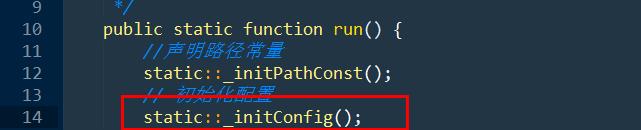 9 */
10 public static function run() {
11 //声明路径常量
12 static::_initPathConst();
13 // 初始化配置
14 static::_initConfig();